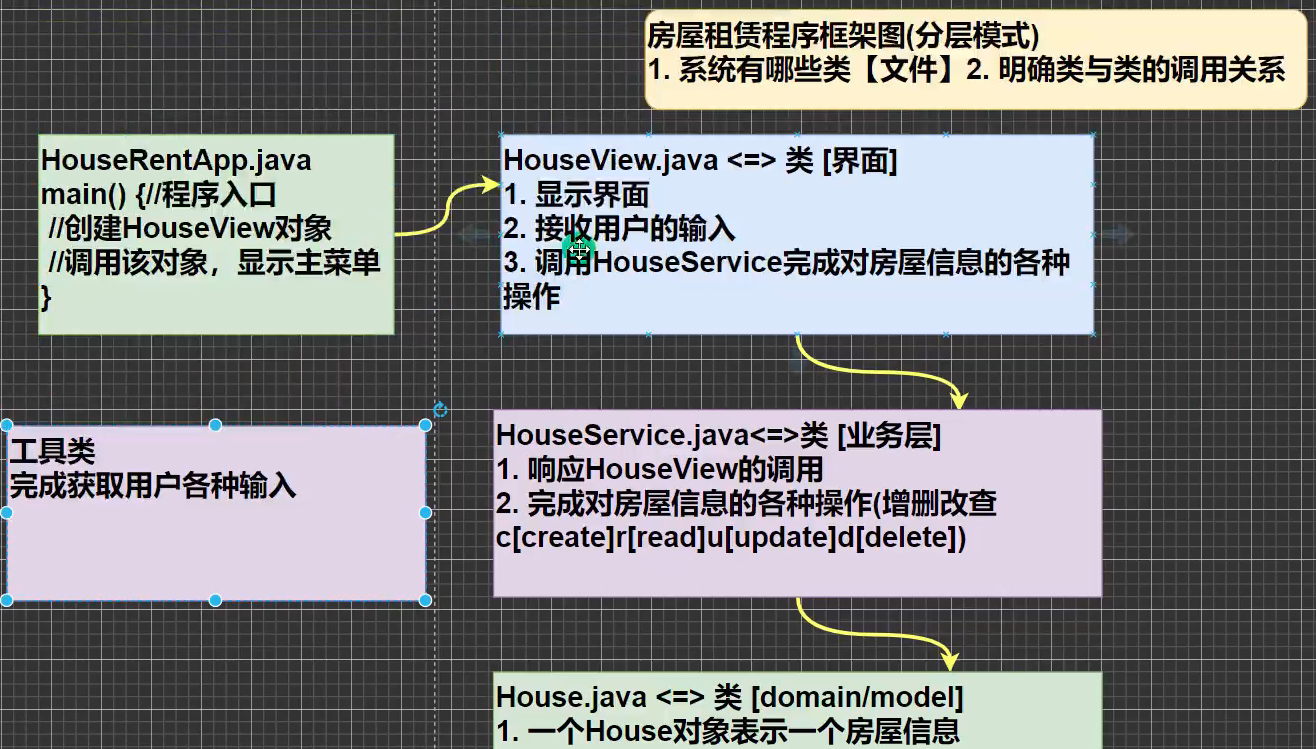 房屋租赁程序框架图(分层模式)
1. 系统有哪些类【文件】2. 明确类与类的调用关系
HouseRentApp.java
main() {//程序入口
//创建HouseView对象
//调用该对象，显示主菜单
}
HouseView.java <=> 类 [界面]
1. 显示界面
2. 接收用户的输入
3. 调用HouseService完成对房屋信息的各种
操作
工具类
完成获取用户各种输入
HouseService.java<=>类 [业务层]
1. 响应HouseView的调用
2. 完成对房屋信息的各种操作(增删改查
c[create]r[read]u[update]d[delete])
House.java <=> 类 [domain/model]
1. 一个House对象表示一个房屋信息